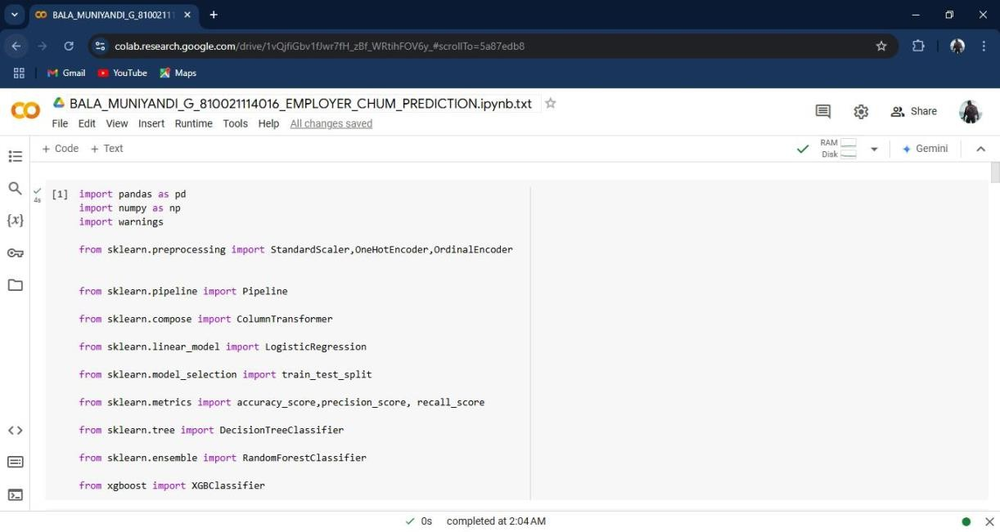 BALA_MUNIYANDI_G_8100211
colab.research.google.com/drive/1vQjfiGbv1fJwr7fH_zBf_WRtihFOV6y_#scrollTo=5a87edb8
Gmail YouTube Maps
BALA_MUNIYANDI_G_810021114016_EMPLOYER_CHUM_PREDICTION.ipynb.txt
File Edit View Insert Runtime Tools Help All changes saved
Share
+ Code + Text
RAM
Disk
Gemini
4s
[1] import pandas as pd
import numpy as np
import warnings
from sklearn.preprocessing import StandardScaler,OneHotEncoder,OrdinalEncoder
from sklearn.pipeline import Pipeline
from sklearn.compose import ColumnTransformer
from sklearn.linear_model import LogisticRegression
from sklearn.model_selection import train_test_split
from sklearn.metrics import accuracy_score,precision_score, recall_score
from sklearn.tree import DecisionTreeClassifier
from sklearn.ensemble import RandomForestClassifier
from xgboost import XGBClassifier
0s completed at 2:04 AM